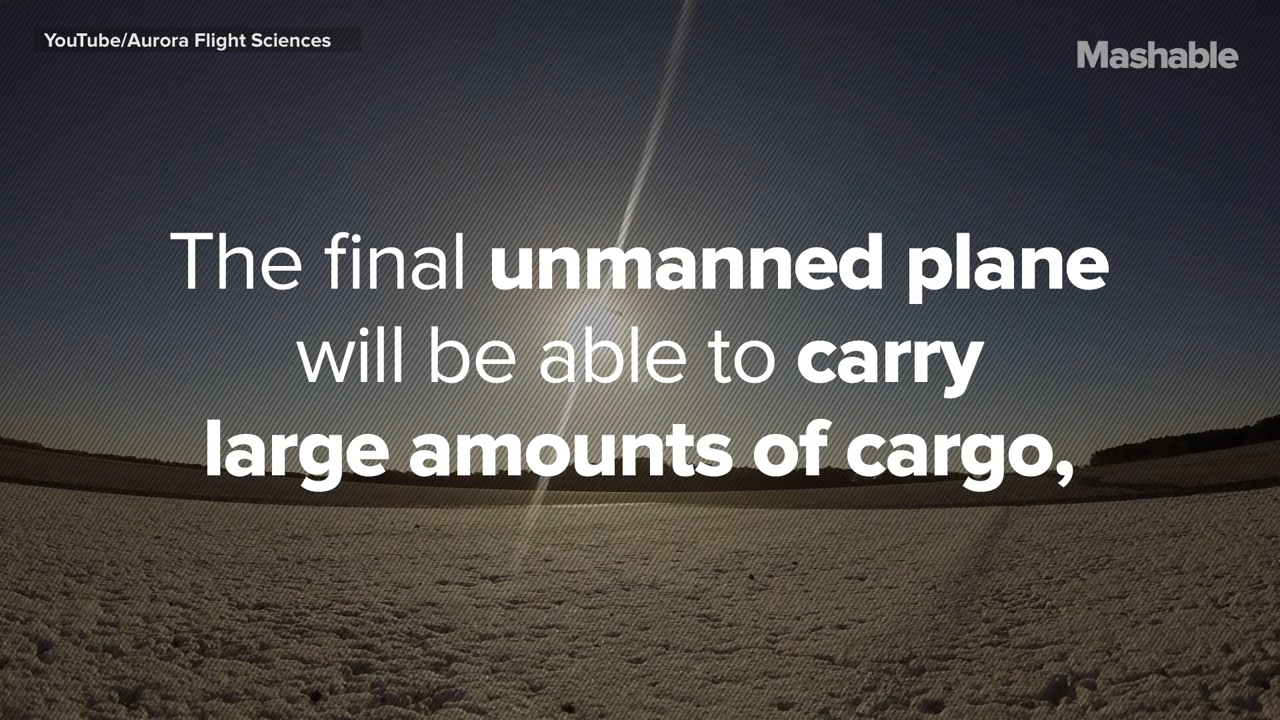 YouTube/Aurora Flight Sciences
Mashable
The final unmanned plane
will be able to carry
large amounts of cargo,